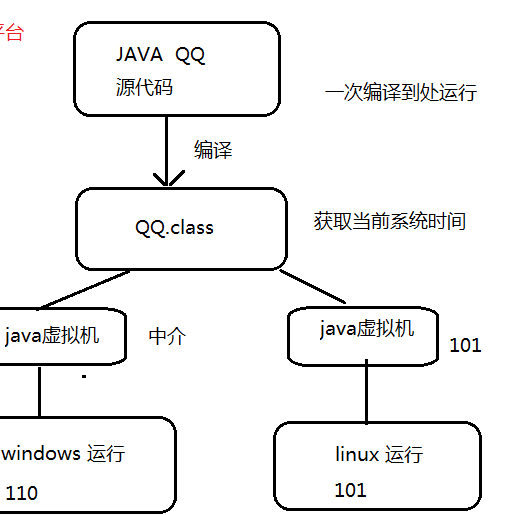 平台
JAVA QQ
源代码
一次编译到处运行
编译
QQ.class
获取当前系统时间
java虚拟机
中介
java虚拟机
101
windows 运行
110
linux 运行
101